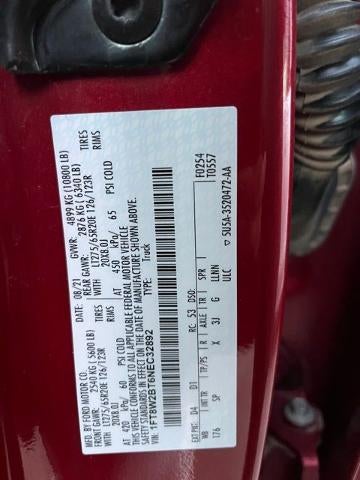 MFD. BY FORD MOTOR CO.
DATE: 08/21 GVWR: 4899 KG (10800 LB)
FRONT GAWR: 2540 KG ( 5600 LB) REAR GAWR: 2876 KG ( 6340 LB)
WITH LT275/65R20E 126/123R TIRES WITH LT275/65R20E 126/123R TIRES
20X8.0J RIMS 20X8.0J RIMS
AT 420 kPa/ 60 PSI COLD AT 450 kPa/ 65 PSI COLD
THIS VEHICLE CONFORMS TO ALL APPLICABLE FEDERAL MOTOR VEHICLE
SAFETY STANDARDS IN EFFECT ON THE DATE OF MANUFACTURE SHOWN ABOVE.
VIN: 1FT8W2BT6NEC32892
TYPE: Truck
F0254
T0557
EXT PNT: D4 D1 RC: 53 DSO:
WB INT TR TP/PS R AXLE TR SPR
176 SP X 3J G LLNN
ULC
5U5A-3520472-AA